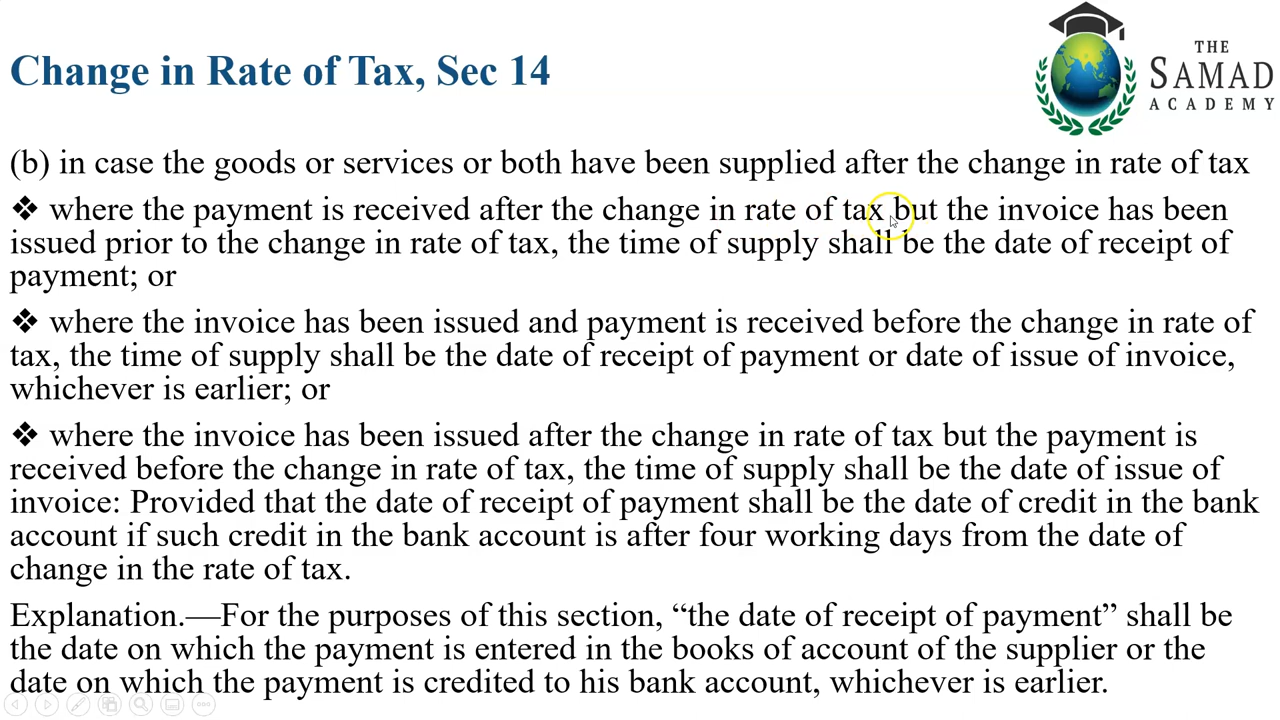 Change in Rate of Tax, Sec 14
THE
SAMAD
ACADEMY
(b) in case the goods or services or both have been supplied after the change in rate of tax
❖ where the payment is received after the change in rate of tax but the invoice has been
issued prior to the change in rate of tax, the time of supply shall be the date of receipt of
payment; or
❖ where the invoice has been issued and payment is received before the change in rate of
tax, the time of supply shall be the date of receipt of payment or date of issue of invoice,
whichever is earlier; or
❖ where the invoice has been issued after the change in rate of tax but the payment is
received before the change in rate of tax, the time of supply shall be the date of issue of
invoice: Provided that the date of receipt of payment shall be the date of credit in the bank
account if such credit in the bank account is after four working days from the date of
change in the rate of tax.
Explanation.—For the purposes of this section, “the date of receipt of payment” shall be
the date on which the payment is entered in the books of account of the supplier or the
date on which the payment is credited to his bank account, whichever is earlier.